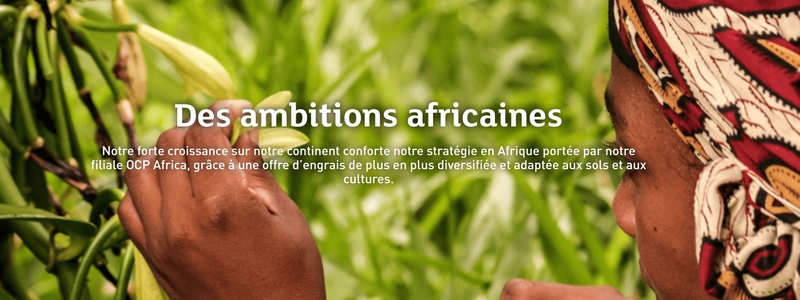 Des ambitions africaines
Notre forte croissance sur notre continent conforte notre stratégie en Afrique portée par notre
filiale OCP Africa, grâce à une offre d'engrais de plus en plus diversifiée et adaptée aux sols et aux
cultures.